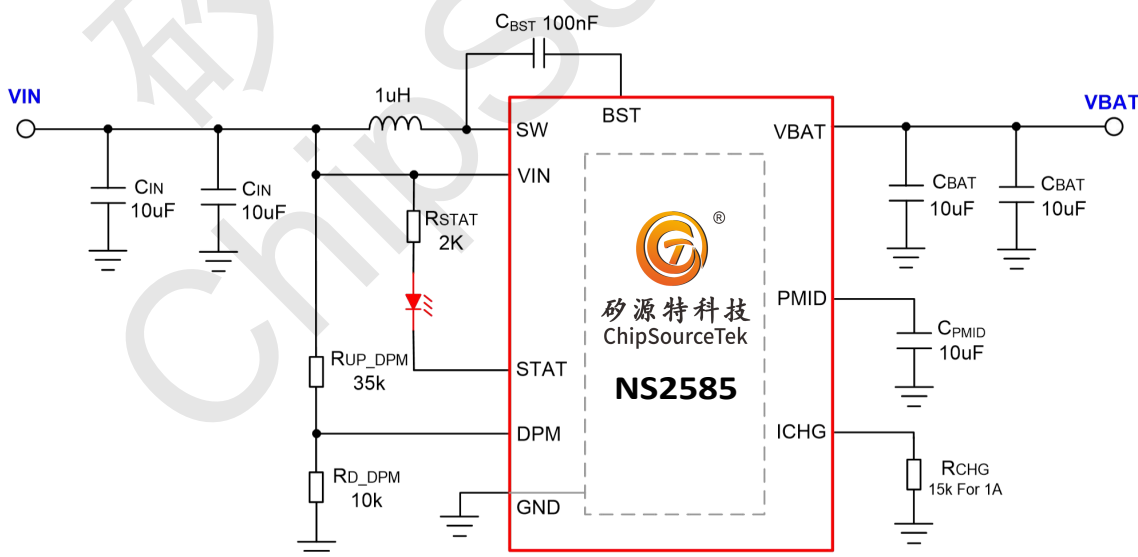 CBST 100nF
VIN
1uH
SW
BST
VBAT
VBAT
VIN
CIN
10uF
CIN
10uF
RSTAT
2K
CBAT
10uF
CBAT
10uF
®
矽源特科技
ChipSourceTek
NS2585
PMID
CPMID
10uF
RUP_DPM
35k
STAT
DPM
ICHG
RD_DPM
10k
GND
RCHG
15k For 1A